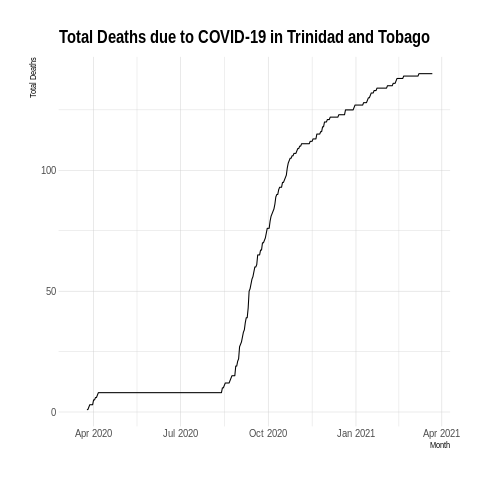 Total Deaths due to COVID-19 in Trinidad and Tobago
Total Deaths
100
50
0
Apr 2020 Jul 2020 Oct 2020 Jan 2021 Apr 2021
Month